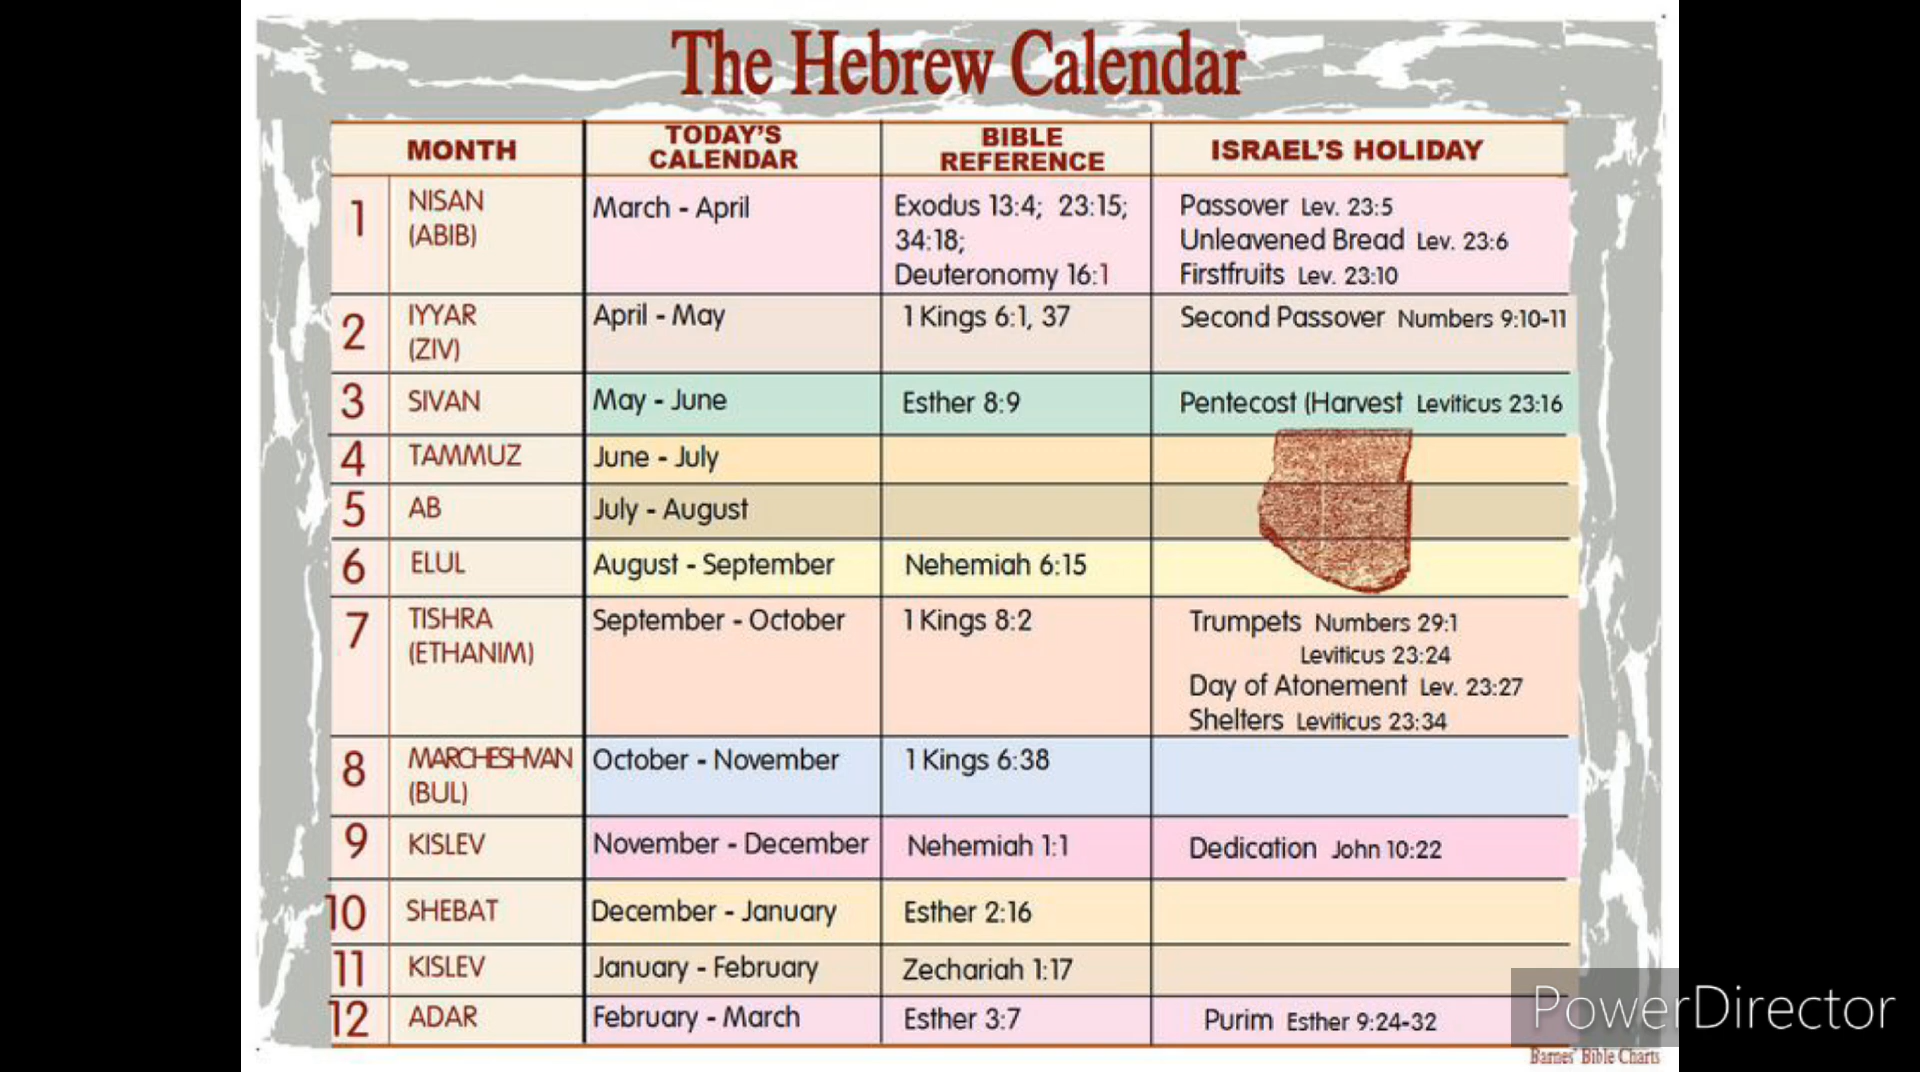 The Hebrew Calendar
MONTH TODAY'S CALENDAR BIBLE REFERENCE ISRAEL'S HOLIDAY
1 NISAN (ABIB) March - April Exodus 13:4; 23:15; 34:18; Deuteronomy 16:1 Passover Lev. 23:5
Unleavened Bread Lev. 23:6
Firstfruits Lev. 23:10
2 IYYAR (ZIV) April - May 1 Kings 6:1, 37 Second Passover Numbers 9:10-11
3 SIVAN May - June Esther 8:9 Pentecost (Harvest Leviticus 23:16
4 TAMMUZ June - July
5 AB July - August
6 ELUL August - September Nehemiah 6:15
7 TISHRA (ETHANIM) September - October 1 Kings 8:2 Trumpets Numbers 29:1
Leviticus 23:24
Day of Atonement Lev. 23:27
Shelters Leviticus 23:34
8 MARCHESHVAN (BUL) October - November 1 Kings 6:38
9 KISLEV November - December Nehemiah 1:1 Dedication John 10:22
10 SHEBAT December - January Esther 2:16
11 KISLEV January - February Zechariah 1:17
12 ADAR February - March Esther 3:7 Purim Esther 9:24-32
PowerDirector
Barnes' Bible Charts